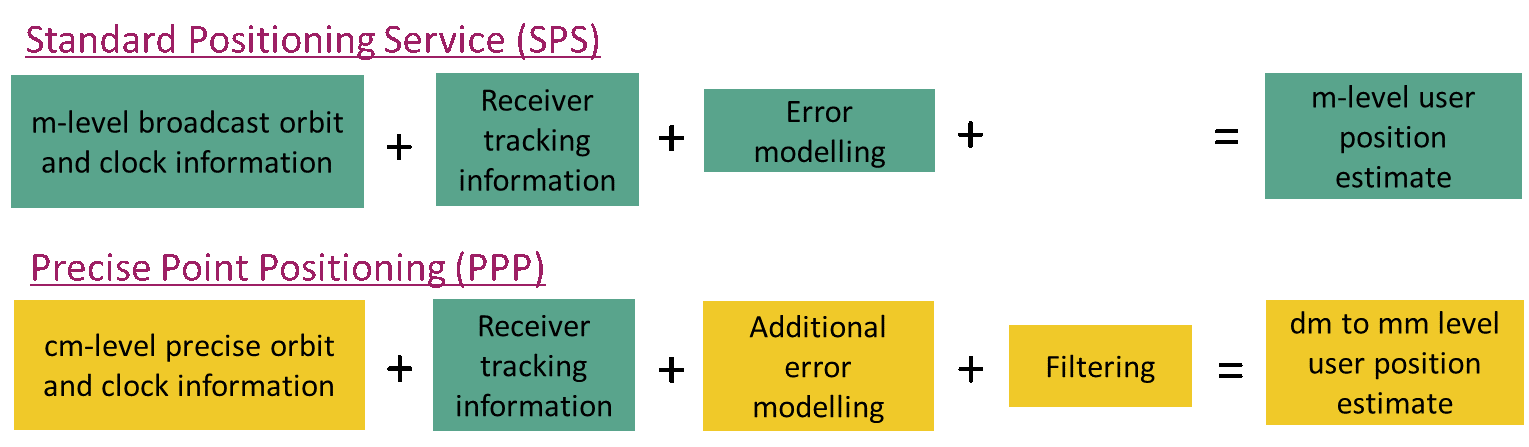 Standard Positioning Service (SPS)
m-level broadcast orbit
and clock information
+
Receiver
tracking
information
+
Error
modelling
+
=
m-level user
position
estimate
Precise Point Positioning (PPP)
cm-level precise orbit
and clock information
+
Receiver
tracking
information
+
Additional
error
modelling
+
Filtering
=
dm to mm level
user position
estimate